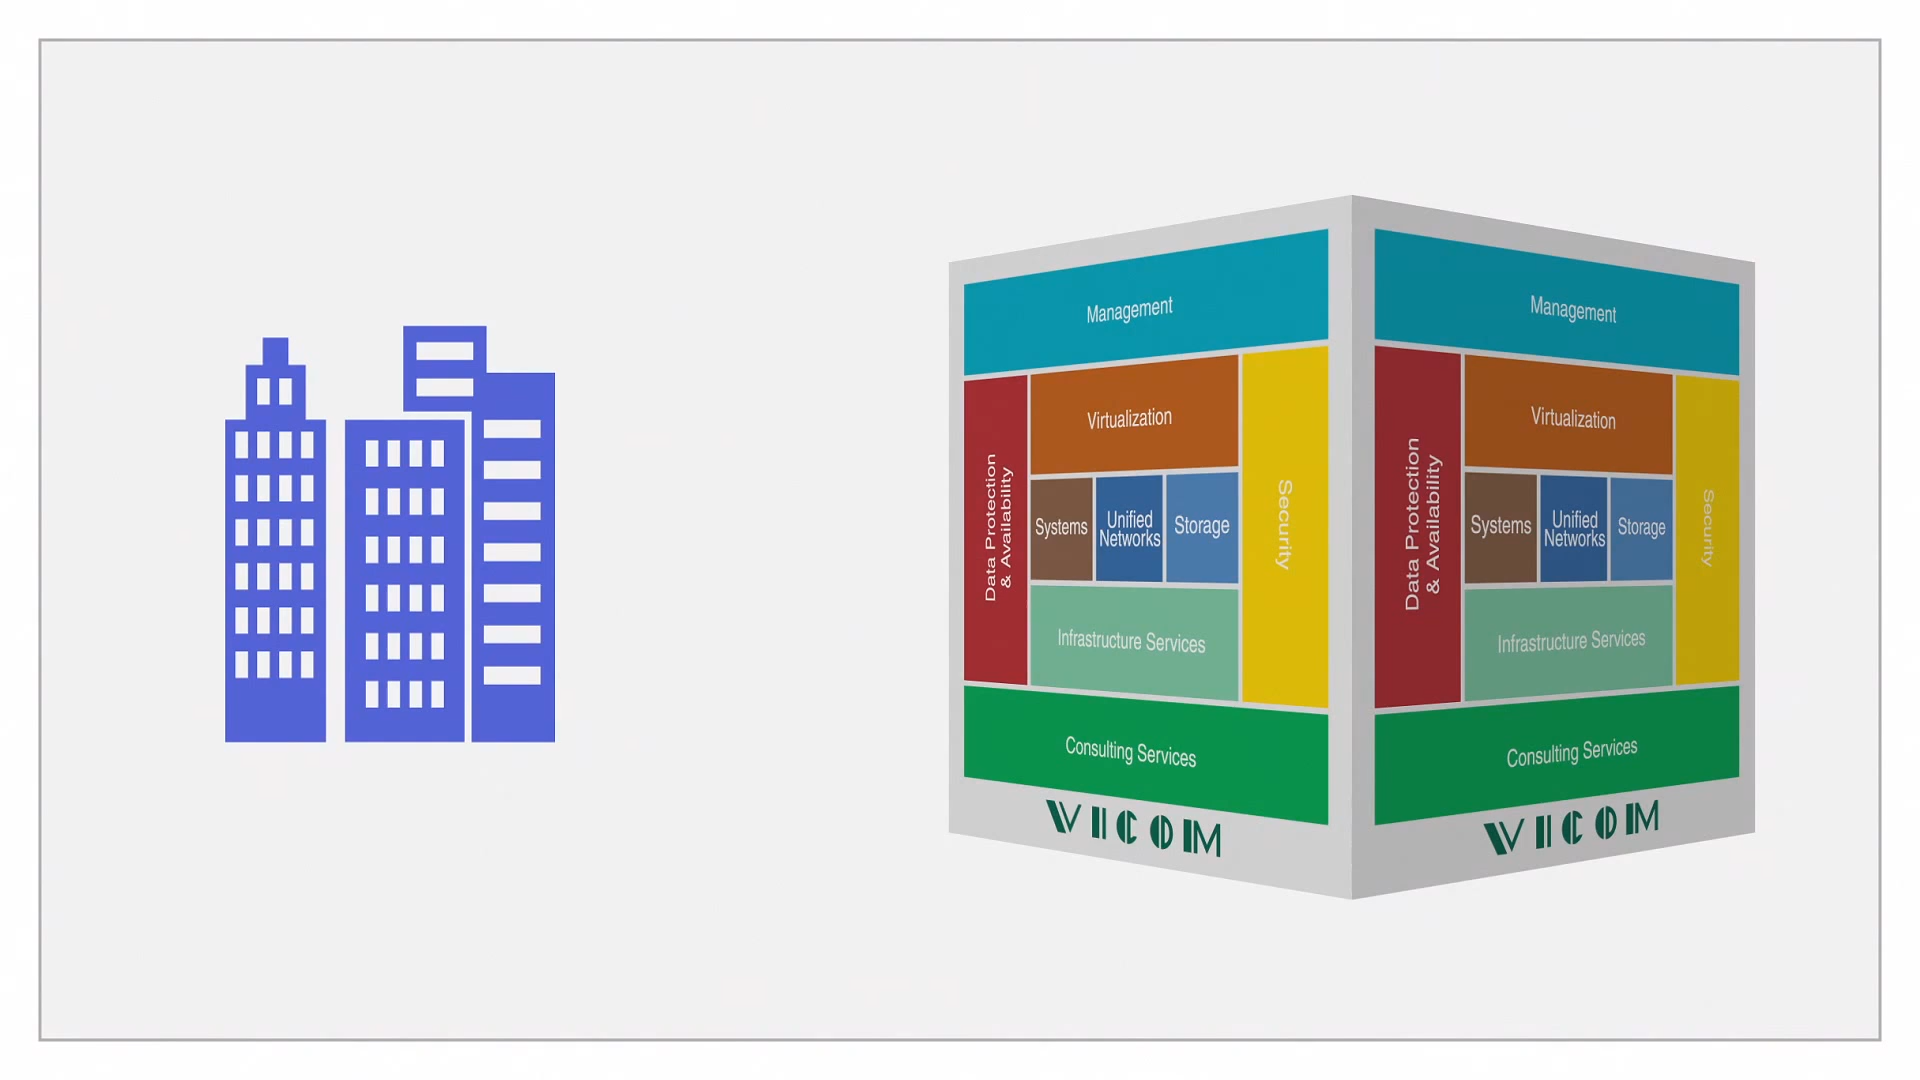 Management
Virtualization
Data Protection
& Availability
Systems
Unified
Networks
Storage
Security
Infrastructure Services
Consulting Services
VICOM
Management
Data Protection
& Availability
Virtualization
Systems
Unified
Networks
Storage
Security
Infrastructure Services
Consulting Services
VICOM